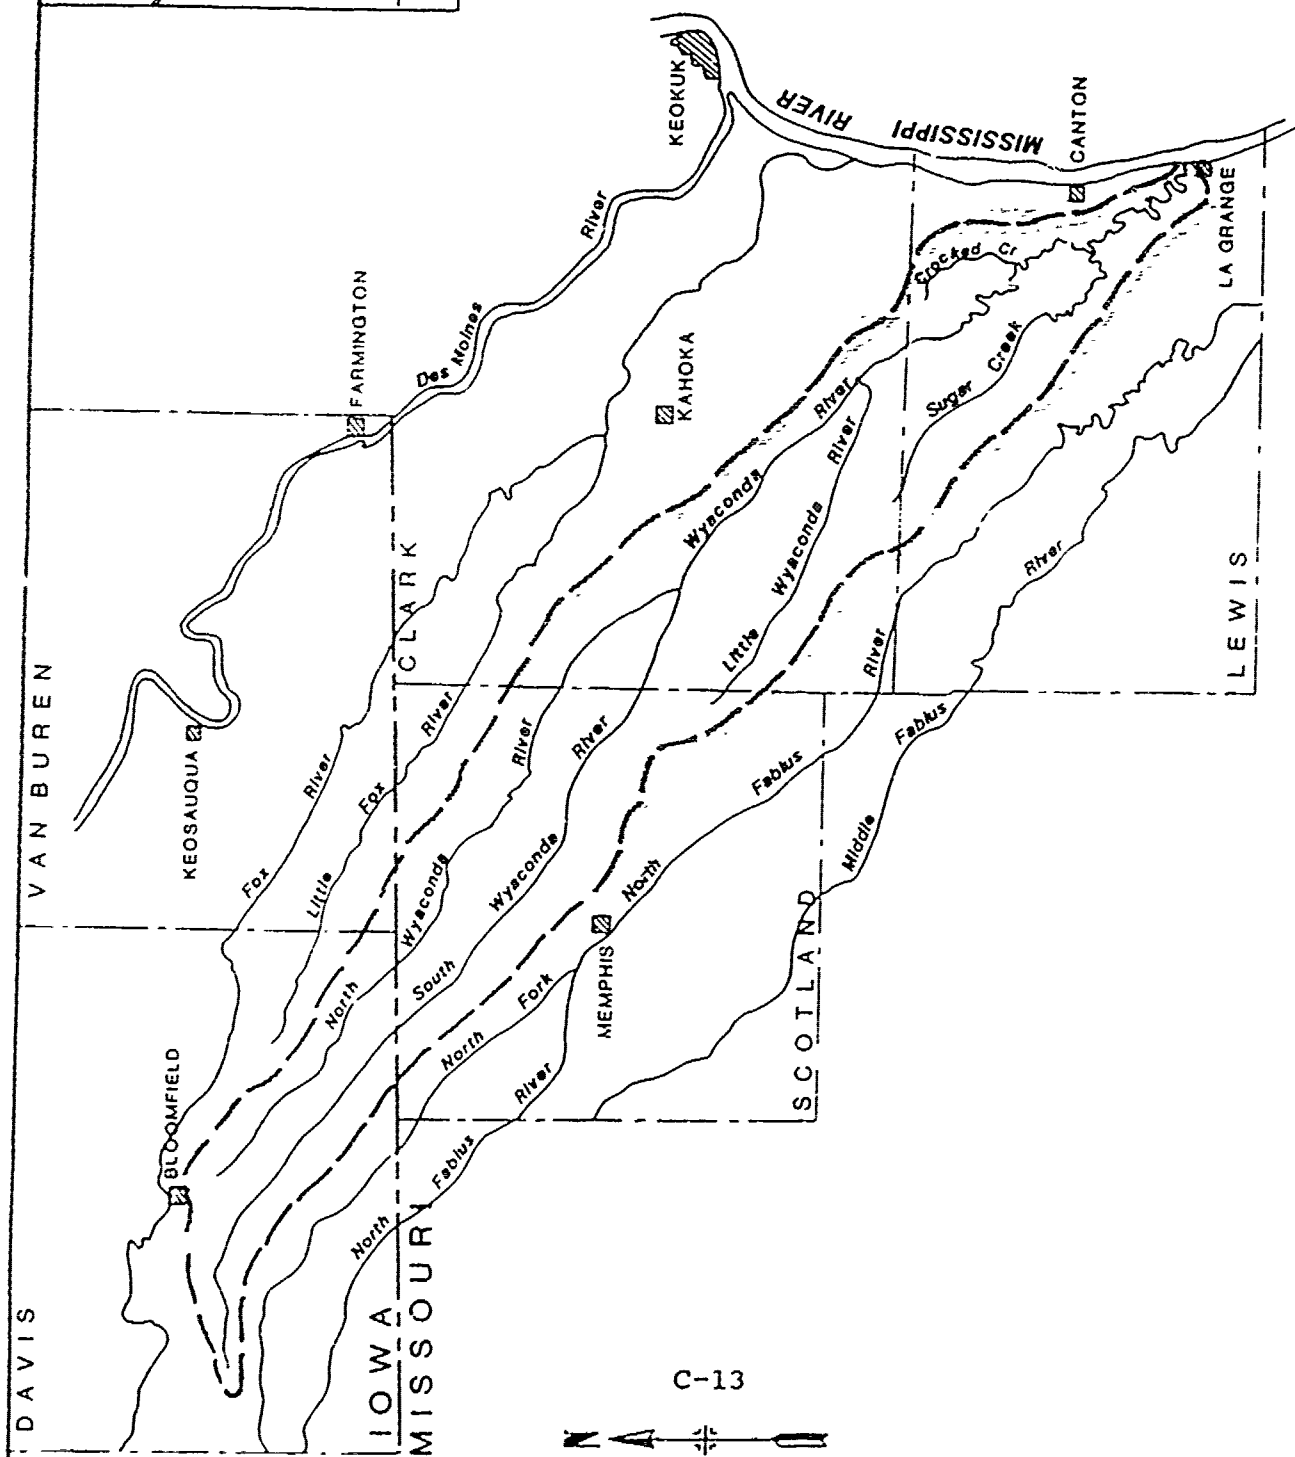 DAVIS
VAN BUREN
IOWA
MISSOURI
CLARK
SCOTLAND
LEWIS
BLOOMFIELD
KEOSAUQUA
FARMINGTON
KEOKUK
KAHOKA
MEMPHIS
CANTON
LA GRANGE
MISSISSIPPI
RIVER
Des Moines
River
Fox
River
Little
Fox
River
North
Wyaconda
River
South
Wyaconda
River
Wyaconda
River
Little
Wyaconda
River
Crooked Cr
Sugar
Creek
North
Fork
North
Fabius
River
North
Fabius
River
Middle
Fabius
River
C-13
N